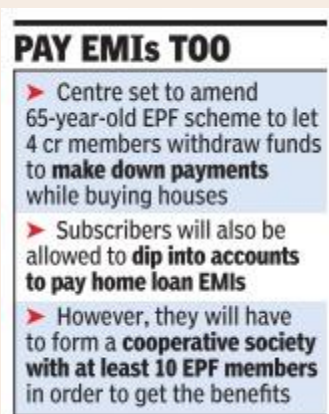 PAY EMIs TOO
➤ Centre set to amend
65-year-old EPF scheme to let
4 cr members withdraw funds
to make down payments
while buying houses
➤ Subscribers will also be
allowed to dip into accounts
to pay home loan EMIs
➤ However, they will have
to form a cooperative society
with at least 10 EPF members
in order to get the benefits